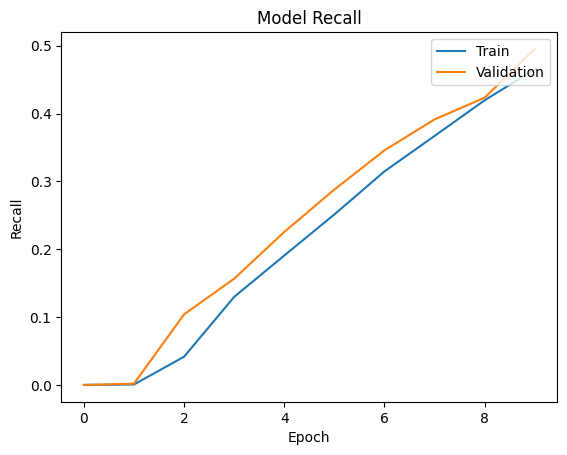 Model Recall
Train
Validation
Recall
0.5
0.4
0.3
0.2
0.1
0.0
0 2 4 6 8
Epoch